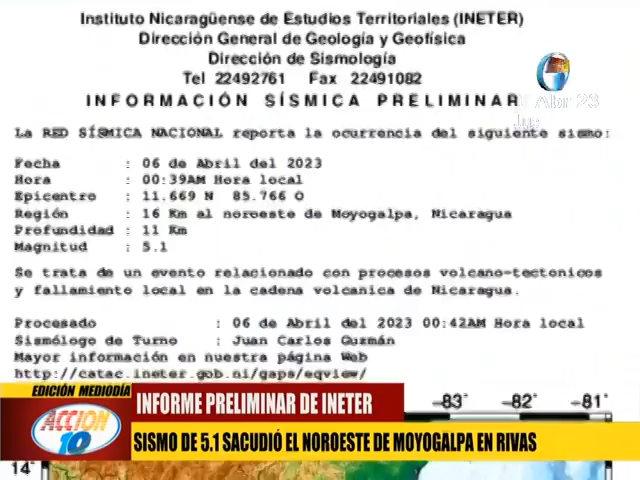 Instituto Nicaragüense de Estudios Territoriales (INETER)
Dirección General de Geología y Geofísica
Dirección de Sismología
Tel 22492761 Fax 22491082
INFORMACIÓN SÍSMICA PRELIMINAR
Abr 23
La RED SÍSMICA NACIONAL reporta la ocurrencia del siguiente sismo:
Fecha : 06 de Abril del 2023
Hora : 00:39AM Hora local
Epicentro : 11.669 N 85.766 O
Región : 16 Km al noroeste de Moyogalpa, Nicaragua
Profundidad : 11 Km
Magnitud : 5.1
Se trata de un evento relacionado con procesos volcano-tectonicos
y fallamiento local en la cadena volcanica de Nicaragua.
Procesado : 06 de Abril del 2023 00:42AM Hora local
Sismólogo de Turno : Juan Carlos Guzmán
Mayor información en nuestra página Web
http://catac.ineter.gob.ni/gaps/eqview/
EDICIÓN MEDIODÍA
ACCION 10
INFORME PRELIMINAR DE INETER
-83° -82° -81°
SISMO DE 5.1 SACUDIÓ EL NOROESTE DE MOYOGALPA EN RIVAS
14°